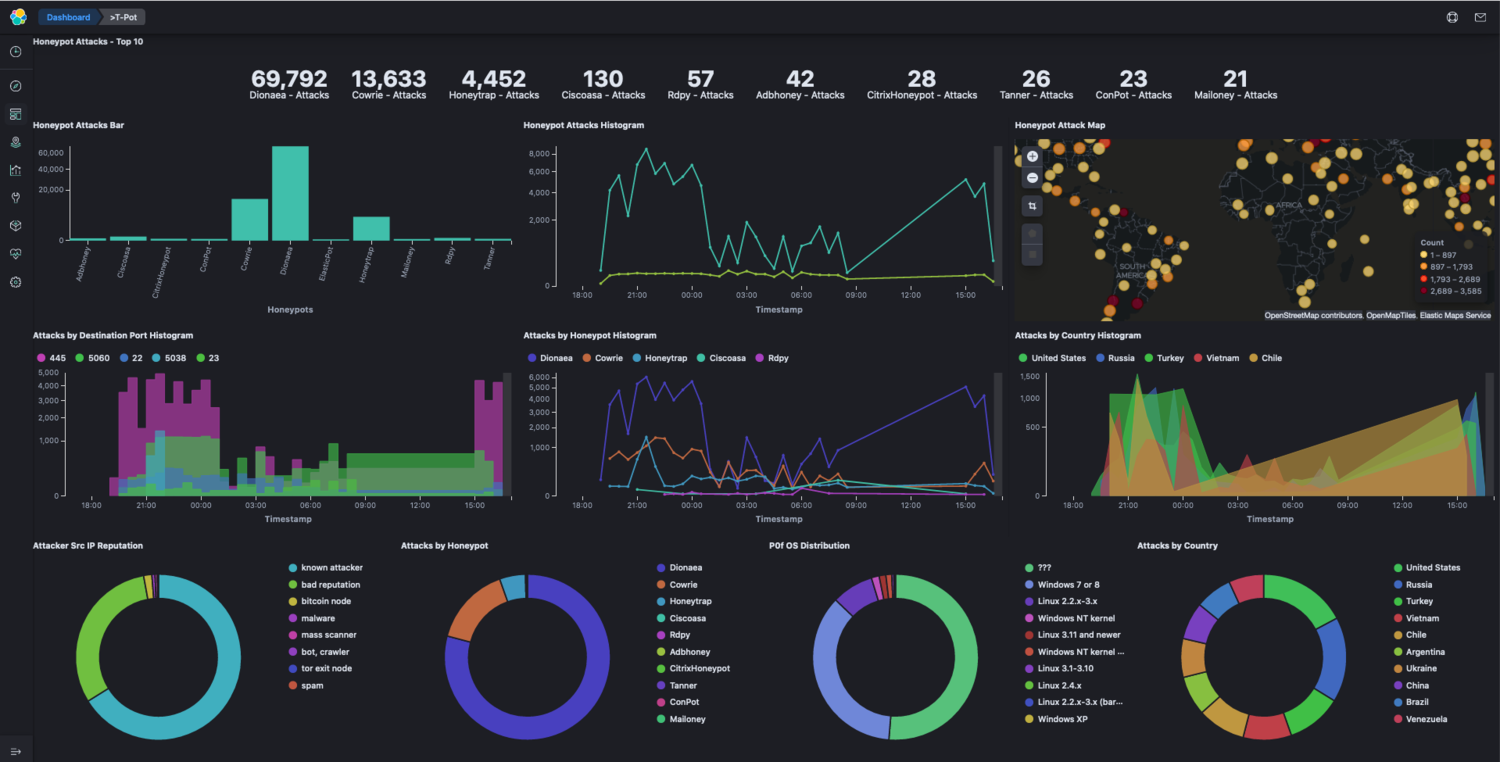 Dashboard >T-Pot
Honeypot Attacks - Top 10
69,792 13,633 4,452 130 57 42 28 26 23 21
Dionaea - Attacks Cowrie - Attacks Honeytrap - Attacks Ciscoasa - Attacks Rdpy - Attacks Adbhoney - Attacks CitrixHoneypot - Attacks Tanner - Attacks ConPot - Attacks Mailoney - Attacks
Honeypot Attacks Bar
60,000
40,000
20,000
0
Adbhoney Ciscoasa CitrixHoneypot ConPot Cowrie Dionaea ElasticPot Honeytrap Mailoney Rdpy Tanner
Honeypots
Honeypot Attacks Histogram
8,000
6,000
4,000
2,000
0
18:00 21:00 00:00 03:00 06:00 09:00 12:00 15:00
Timestamp
Honeypot Attack Map
AFRICA
SOUTH
AMERICA
Count
1 – 897
897 – 1,793
1,793 – 2,689
2,689 – 3,585
OpenStreetMap contributors, OpenMapTiles, Elastic Maps Service
Attacks by Destination Port Histogram
445 5060 22 5038 23
5,000
4,000
3,000
2,000
1,000
0
18:00 21:00 00:00 03:00 06:00 09:00 12:00 15:00
Timestamp
Attacks by Honeypot Histogram
Dionaea Cowrie Honeytrap Ciscoasa Rdpy
6,000
5,000
4,000
3,000
2,000
1,000
0
18:00 21:00 00:00 03:00 06:00 09:00 12:00 15:00
Timestamp
Attacks by Country Histogram
United States Russia Turkey Vietnam Chile
1,500
1,000
500
0
18:00 21:00 00:00 03:00 06:00 09:00 12:00 15:00
Timestamp
Attacker Src IP Reputation
known attacker
bad reputation
bitcoin node
malware
mass scanner
bot, crawler
tor exit node
spam
Attacks by Honeypot
Dionaea
Cowrie
Honeytrap
Ciscoasa
Rdpy
Adbhoney
CitrixHoneypot
Tanner
ConPot
Mailoney
P0f OS Distribution
???
Windows 7 or 8
Linux 2.2.x-3.x
Windows NT kernel
Linux 3.11 and newer
Windows NT kernel ...
Linux 3.1-3.10
Linux 2.4.x
Linux 2.2.x-3.x (bar...
Windows XP
Attacks by Country
United States
Russia
Turkey
Vietnam
Chile
Argentina
Ukraine
China
Brazil
Venezuela